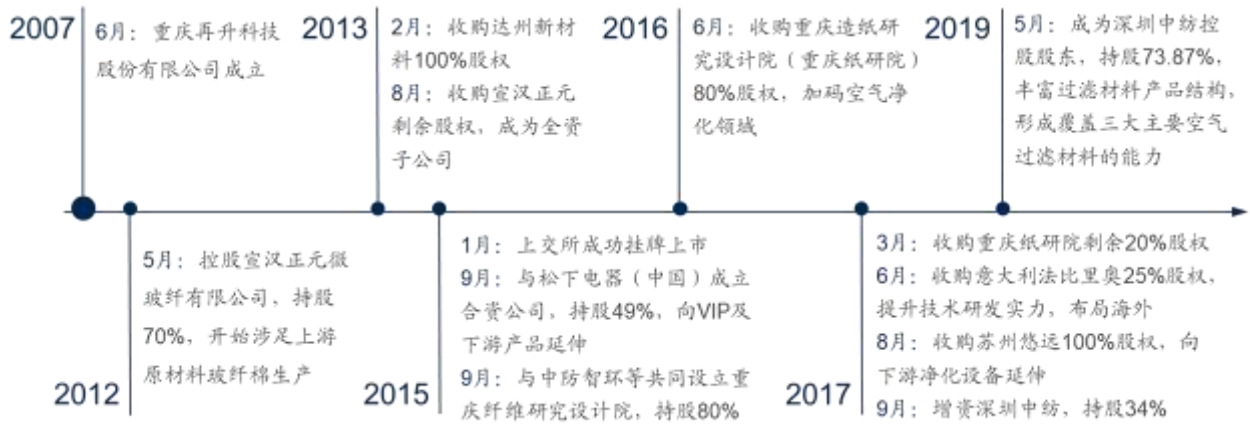 2007
6月：重庆再升科技
股份有限公司成立
2013
2月：收购达州新材
料100%股权
8月：收购宣汉正元
剩余股权，成为全资
子公司
2016
6月：收购重庆造纸研
究设计院（重庆纸研院）
80%股权，加码空气净
化领域
2019
5月：成为深圳中纺控
股股东，持股73.87%，
丰富过滤材料产品结构，
形成覆盖三大主要空气
过滤材料的能力
5月：控股宣汉正元微
玻纤有限公司，持股
70%，开始涉足上游
原材料玻纤棉生产
2012
1月：上交所成功挂牌上市
9月：与松下电器（中国）成立
合资公司，持股49%，向VIP及
下游产品延伸
9月：与中防智环等共同设立重
庆纤维研究设计院，持股80%
2015
3月：收购重庆纸研院剩余20%股权
6月：收购意大利法比里奥25%股权，
提升技术研发实力，布局海外
8月：收购苏州悠远100%股权，向
下游净化设备延伸
9月：增资深圳中纺，持股34%
2017